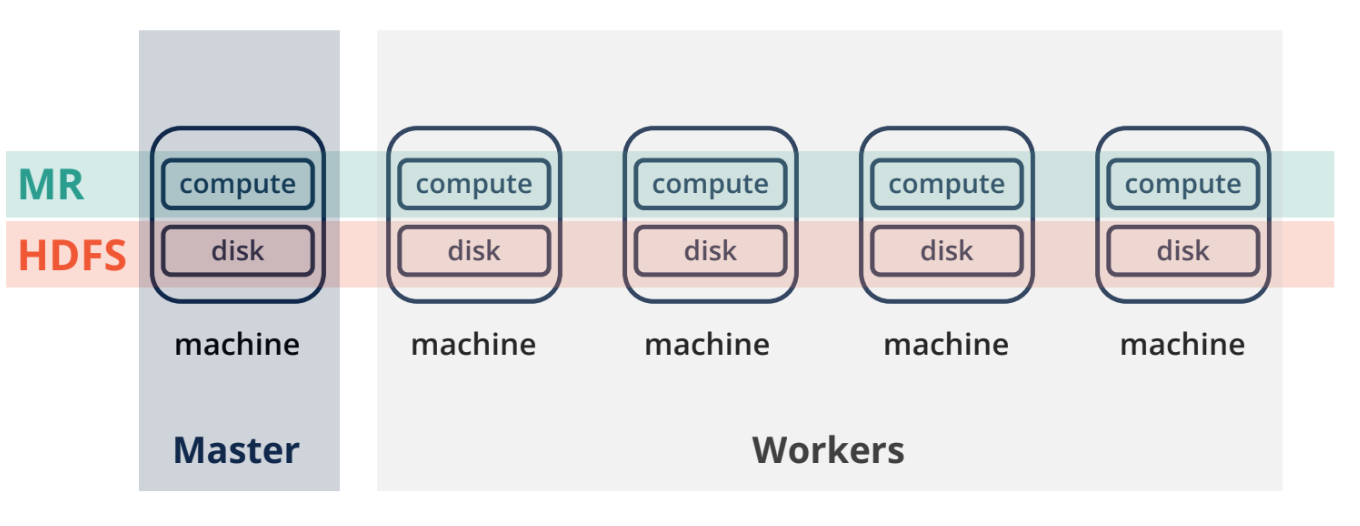 MR compute compute compute compute compute
HDFS disk disk disk disk disk
machine machine machine machine machine
Master Workers